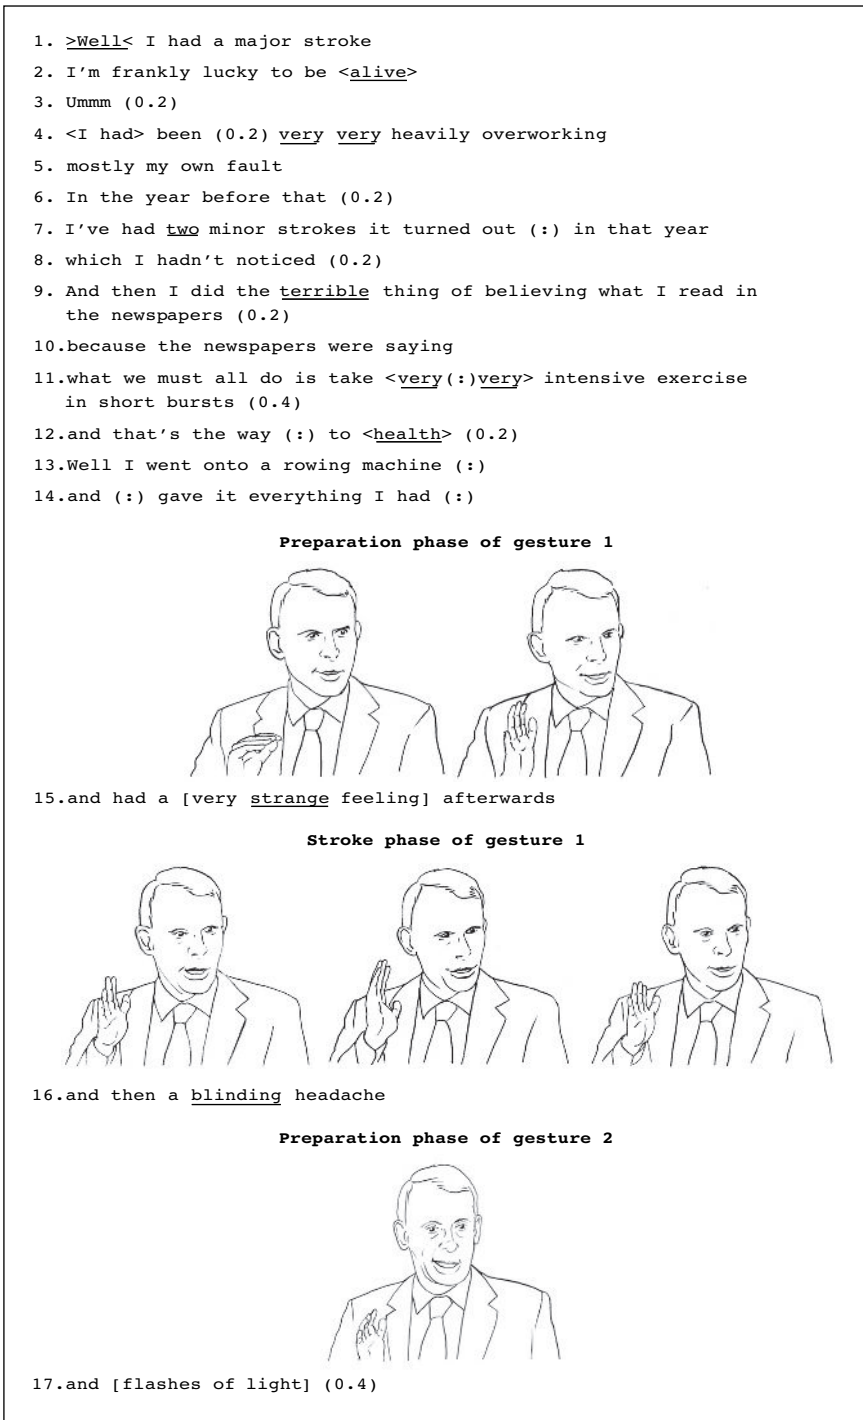 1. >Well< I had a major stroke
2. I'm frankly lucky to be <alive>
3. Ummm (0.2)
4. <I had> been (0.2) very very heavily overworking
5. mostly my own fault
6. In the year before that (0.2)
7. I've had two minor strokes it turned out (:) in that year
8. which I hadn't noticed (0.2)
9. And then I did the terrible thing of believing what I read in
the newspapers (0.2)
10.because the newspapers were saying
11.what we must all do is take <very(:)very> intensive exercise
in short bursts (0.4)
12.and that's the way (:) to <health> (0.2)
13.Well I went onto a rowing machine (:)
14.and (:) gave it everything I had (:)
Preparation phase of gesture 1
15.and had a [very strange feeling] afterwards
Stroke phase of gesture 1
16.and then a blinding headache
Preparation phase of gesture 2
17.and [flashes of light] (0.4)